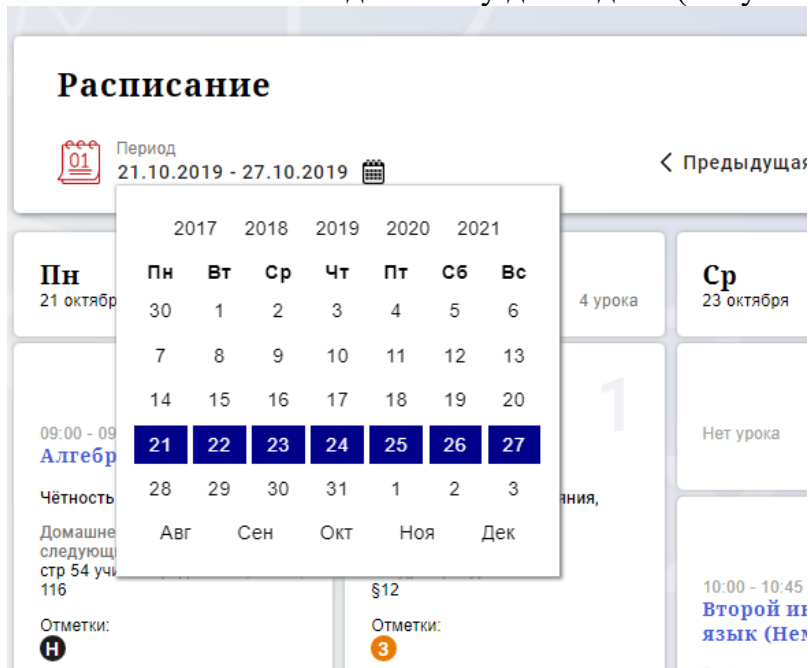 Расписание
01
Период
21.10.2019 - 27.10.2019
Предыдущая
2017 2018 2019 2020 2021
Пн Вт Ср Чт Пт Сб Вс
30 1 2 3 4 5 6
7 8 9 10 11 12 13
14 15 16 17 18 19 20
21 22 23 24 25 26 27
28 29 30 31 1 2 3
Авг Сен Окт Ноя Дек
Пн
21 октябр
09:00 - 09
Алгебр
Чётность
Домашне
следующ
стр 54 уч
116
Отметки:
Н
4 урока
1
§12
Отметки:
3
Ср
23 октября
Нет урока
10:00 - 10:45
Второй ин
язык (Нем